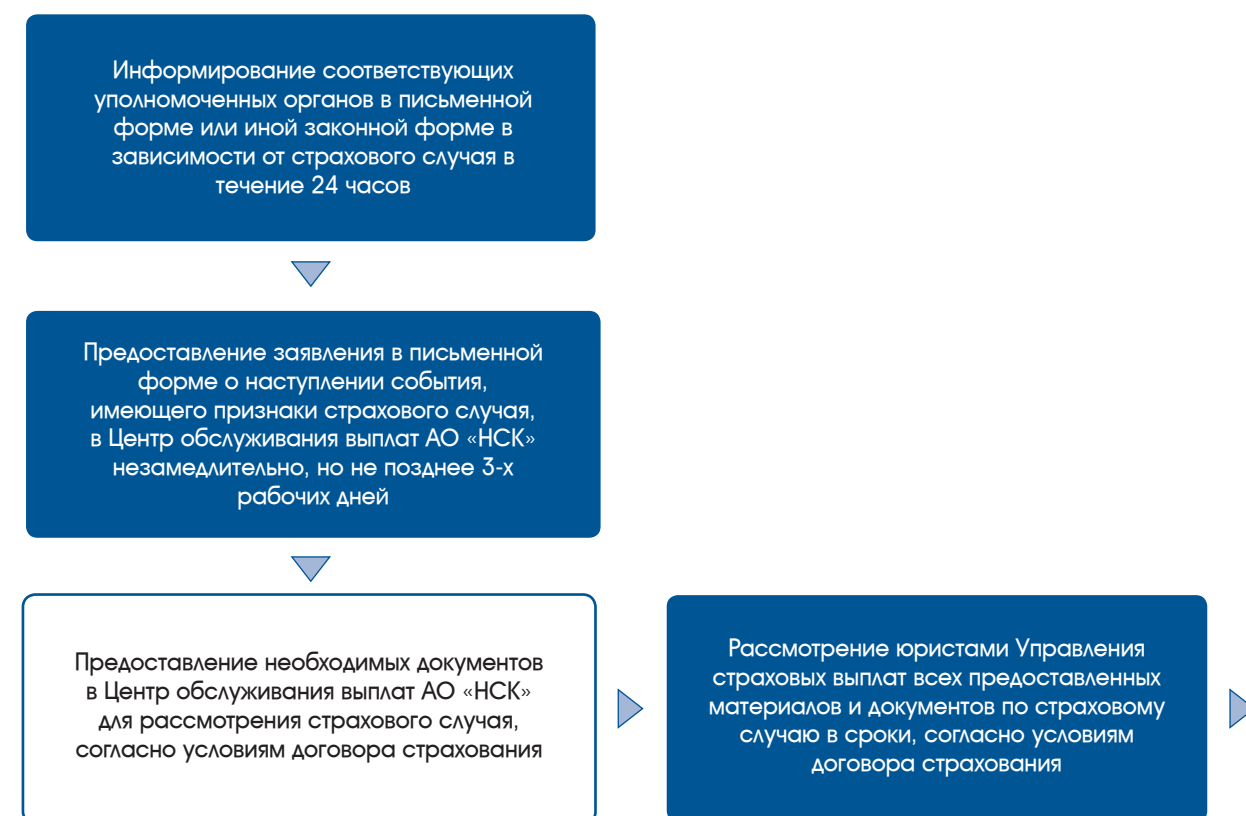 Информирование соответствующих
уполномоченных органов в письменной
форме или иной законной форме в
зависимости от страхового случая в
течение 24 часов
Предоставление заявления в письменной
форме о наступлении события,
имеющего признаки страхового случая,
в Центр обслуживания выплат АО «НСК»
незамедлительно, но не позднее 3-х
рабочих дней
Предоставление необходимых документов
в Центр обслуживания выплат АО «НСК»
для рассмотрения страхового случая,
согласно условиям договора страхования
Рассмотрение юристами Управления
страховых выплат всех предоставленных
материалов и документов по страховому
случаю в сроки, согласно условиям
договора страхования